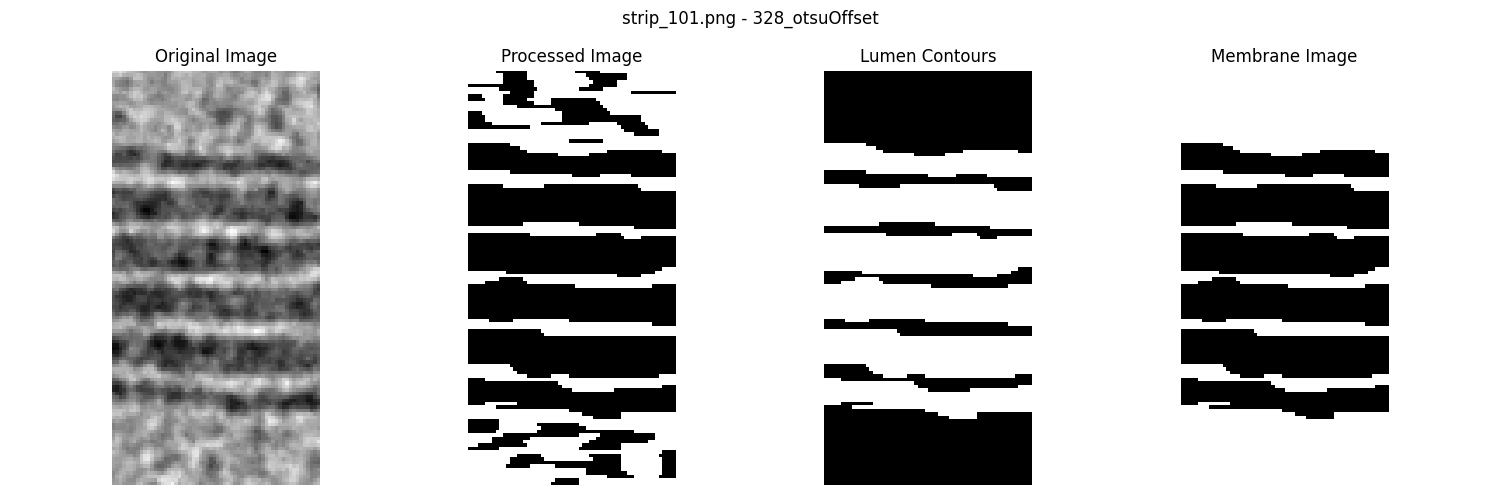 strip_101.png - 328_otsuOffset
Original Image
Processed Image
Lumen Contours
Membrane Image